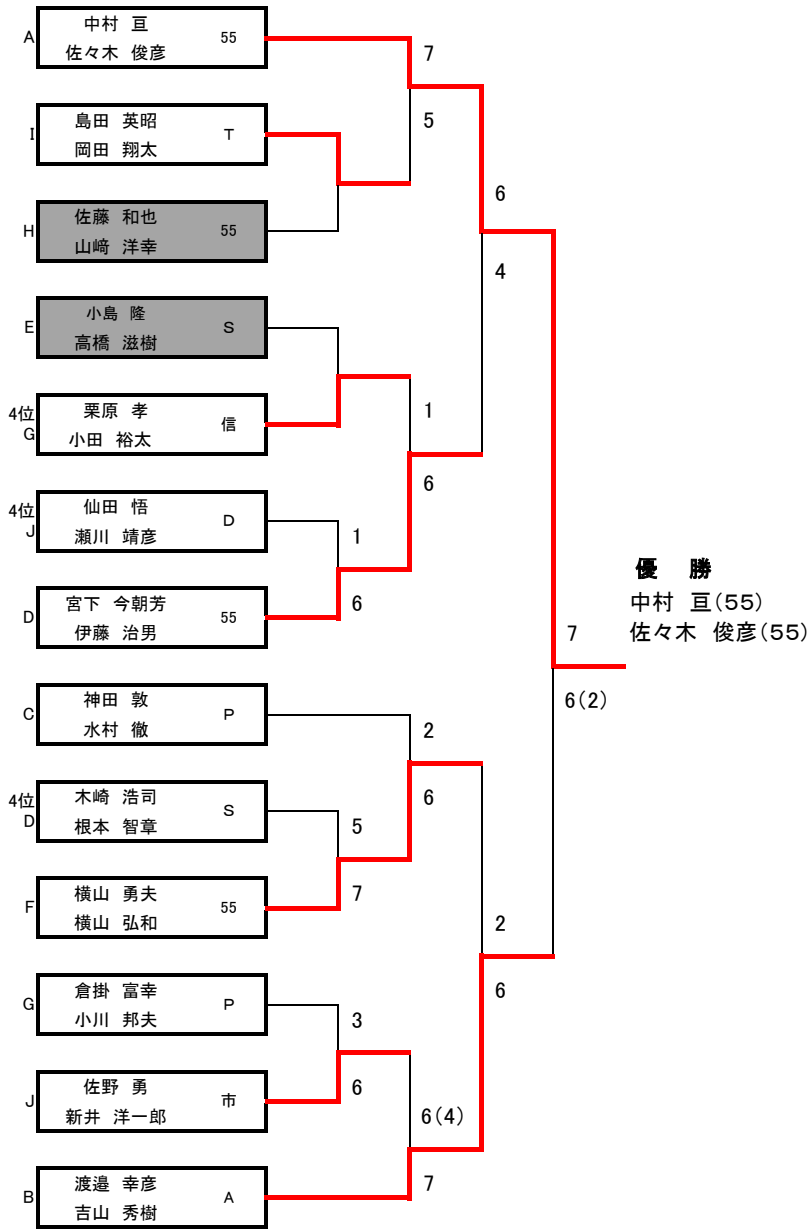 A
中村 亘
佐々木 俊彦
55
7
5
I
島田 英昭
岡田 翔太
T
6
4
H
佐藤 和也
山﨑 洋幸
55
E
小島 隆
高橋 滋樹
S
4位
G
栗原 孝
小田 裕太
信
1
6
4位
J
仙田 悟
瀬川 靖彦
D
1
6
D
宮下 今朝芳
伊藤 治男
55
優 勝
中村 亘(55)
佐々木 俊彦(55)
7
6(2)
C
神田 敦
水村 徹
P
2
6
4位
D
木崎 浩司
根本 智章
S
5
7
F
横山 勇夫
横山 弘和
55
2
6
G
倉掛 富幸
小川 邦夫
P
3
6
J
佐野 勇
新井 洋一郎
市
6(4)
7
B
渡邉 幸彦
吉山 秀樹
A